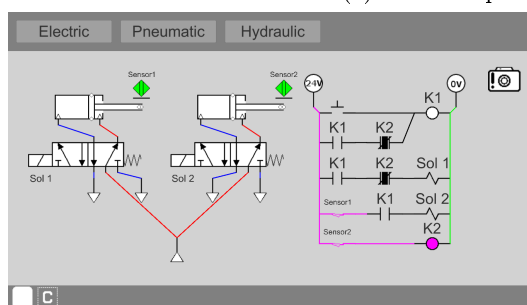 Electric Pneumatic Hydraulic
Sensor1 Sensor2
24V 0V
K1
K1 K2
Sol 1 Sol 2
K1 K2 Sol 1
Sensor1 K1 Sol 2
Sensor2 K2
C